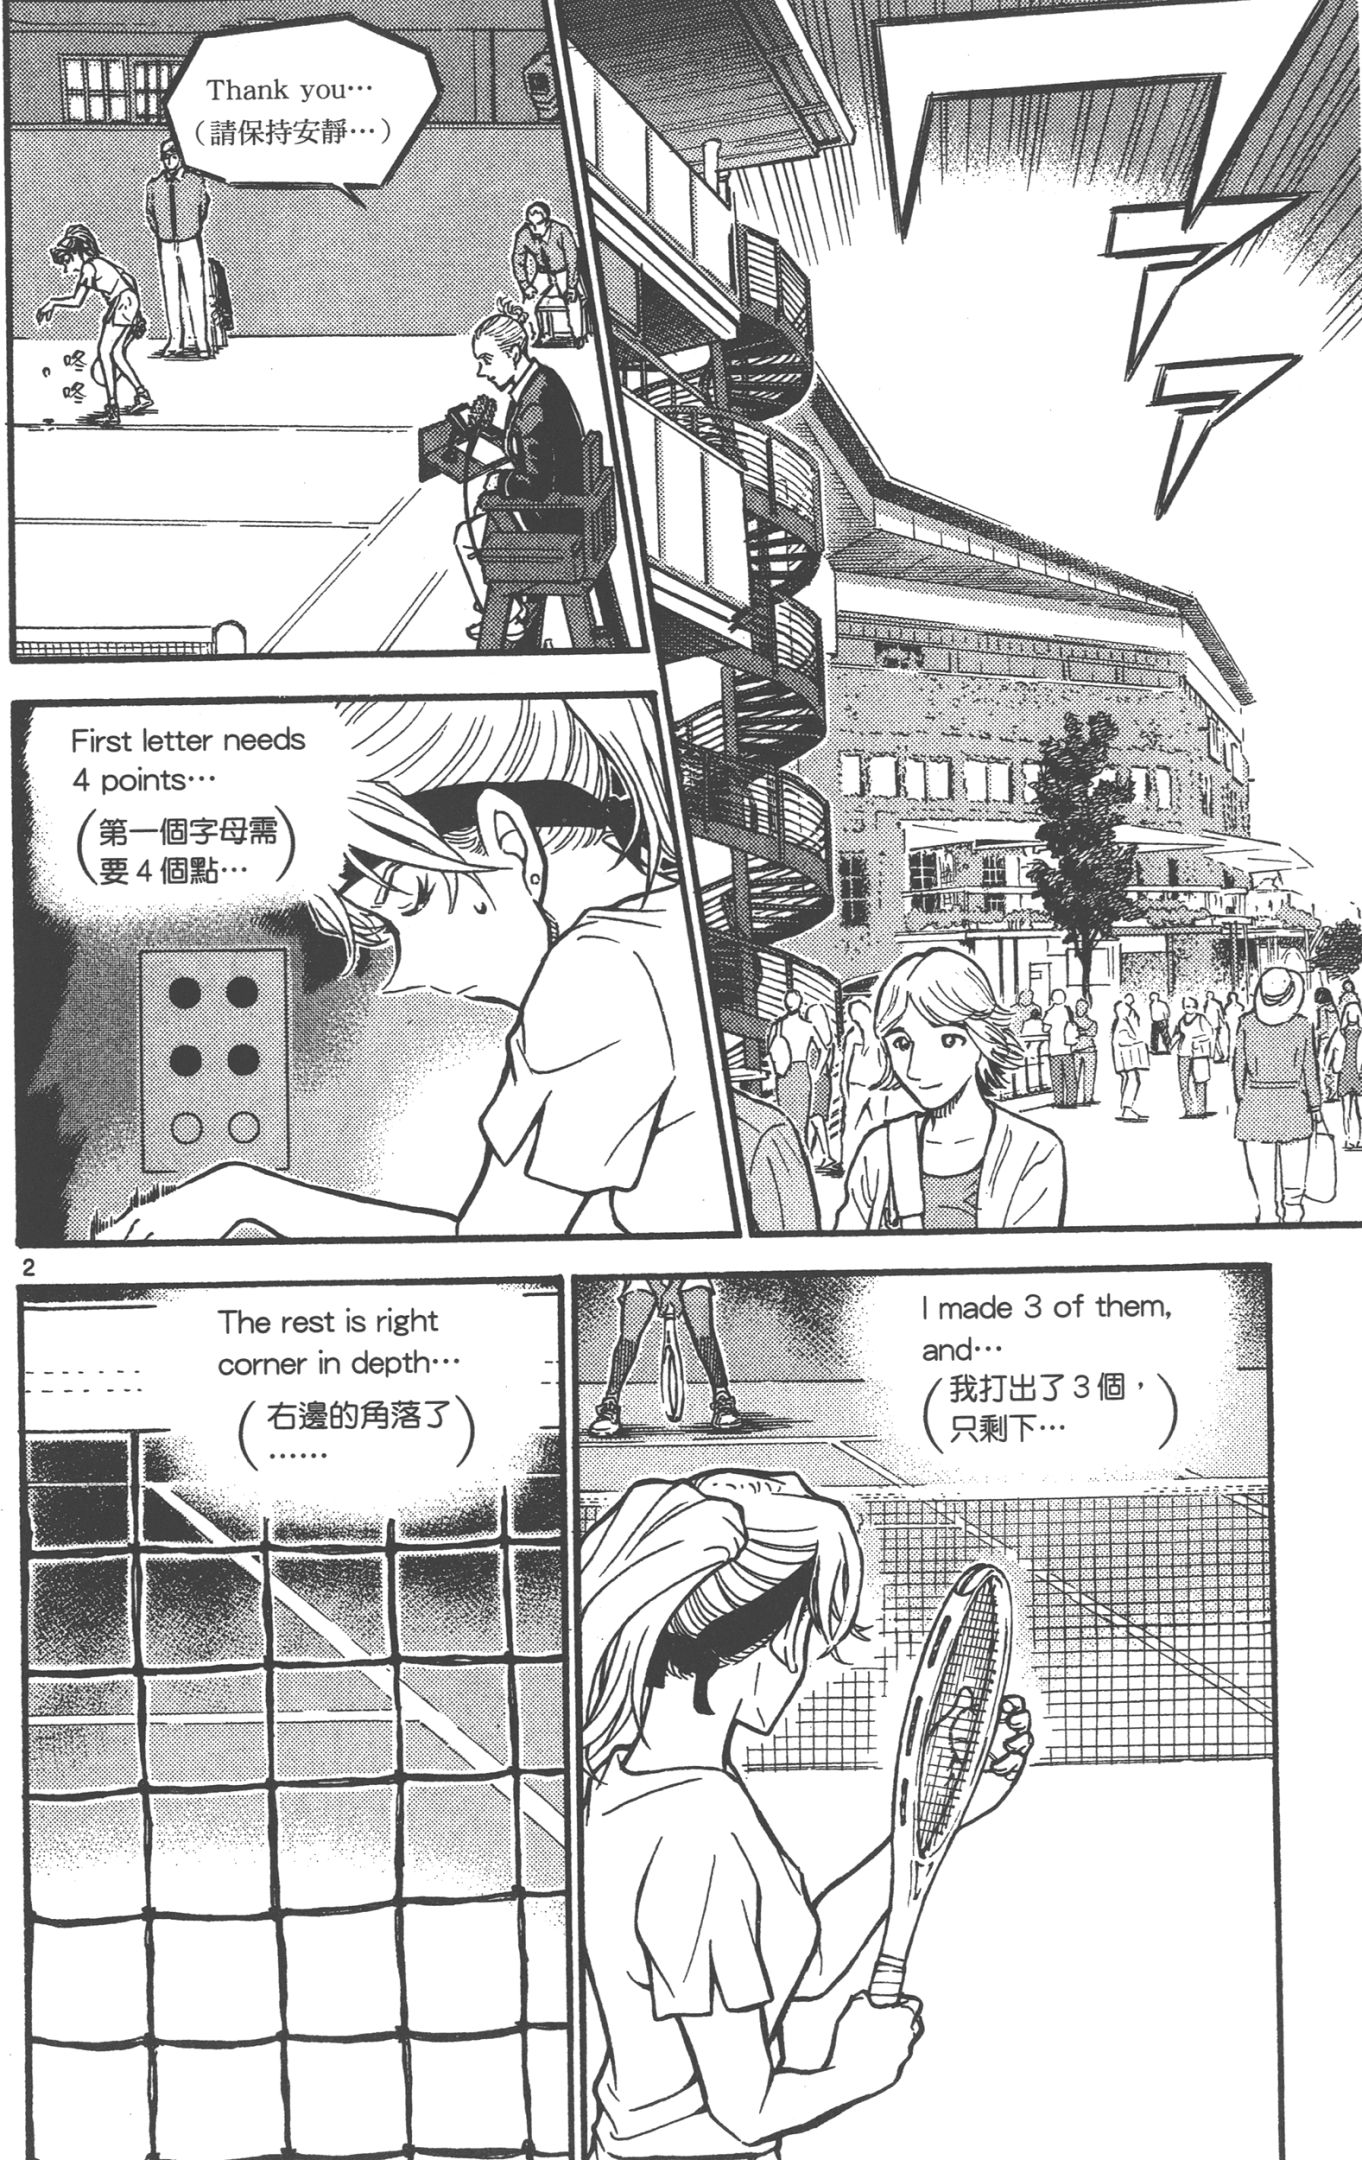 Thank you…
（請保持安靜…）
咚
咚
First letter needs
4 points…
（第一個字母需
要4個點…）
2
I made 3 of them,
and…
（我打出了3個，
只剩下…）
The rest is right
corner in depth…
（右邊的角落了
……）